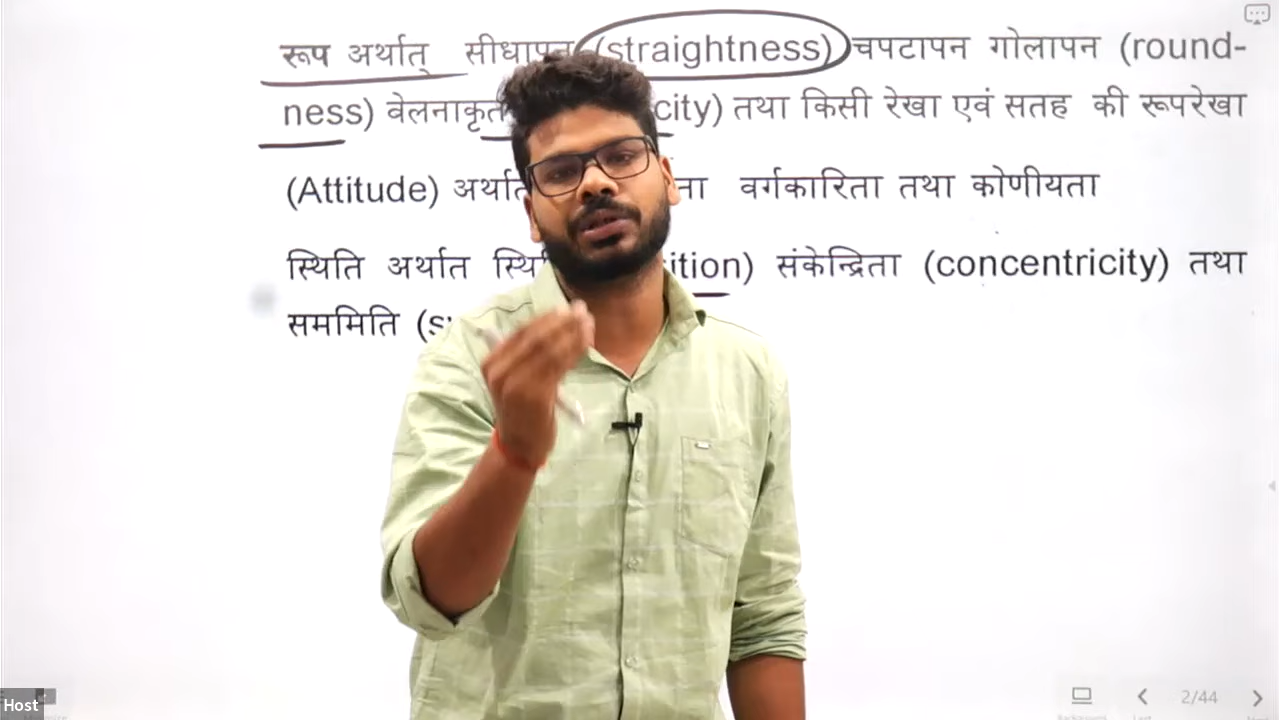 रूप अर्थात् सीधापन (straightness) चपटापन गोलापन (round-
ness) वेलनाकृत city) तथा किसी रेखा एवं सतह की रूपरेखा
(Attitude) अर्थात ता वर्गकारिता तथा कोणीयता
स्थिति अर्थात ition) संकेन्द्रिता (concentricity) तथा
सममिति
2/44
Host